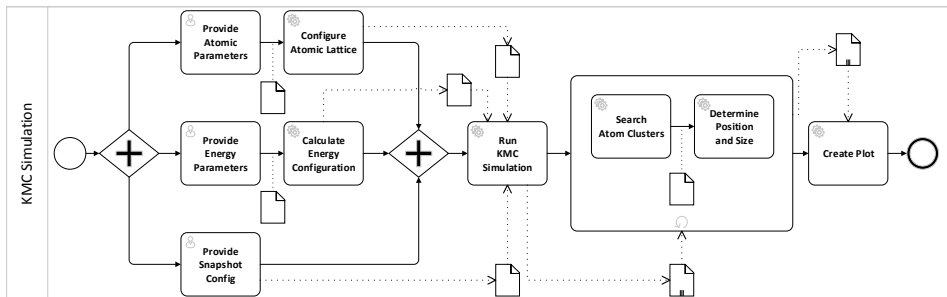 KMC Simulation
Provide
Atomic
Parameters
Configure
Atomic Lattice
Provide
Energy
Parameters
Calculate
Energy
Configuration
Provide
Snapshot
Config
Run
KMC
Simulation
Search
Atom Clusters
Determine
Position
and Size
Create Plot